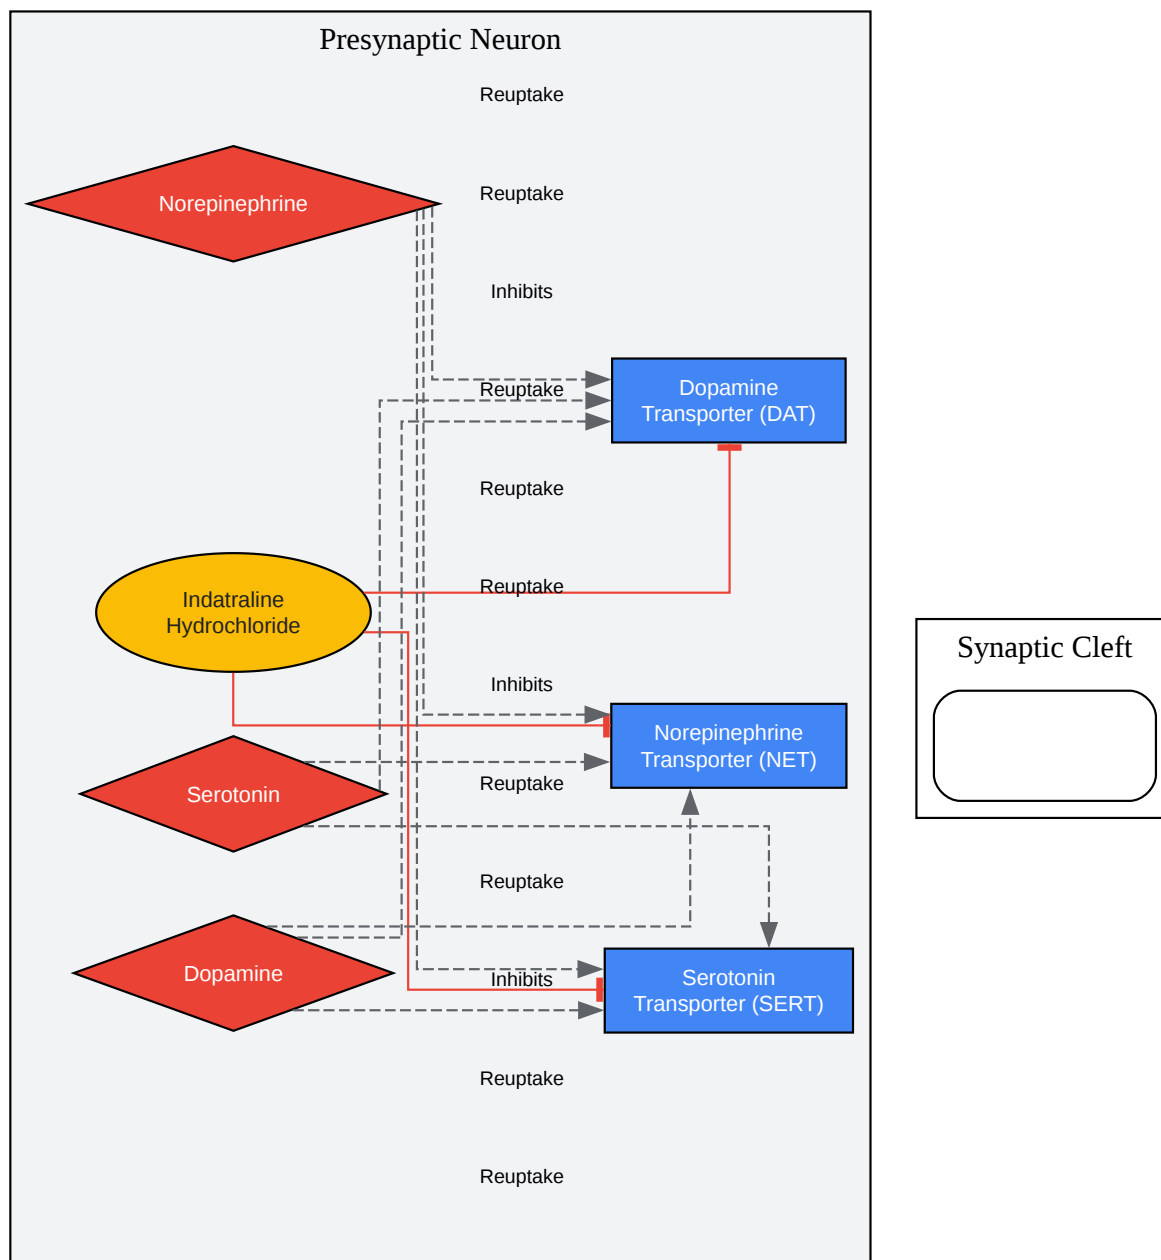 Presynaptic Neuron
Reuptake
Norepinephrine
Reuptake
Inhibits
Dopamine
Transporter (DAT)
Reuptake
Reuptake
Indatraline
Hydrochloride
Reuptake
Inhibits
Norepinephrine
Transporter (NET)
Serotonin
Reuptake
Reuptake
Dopamine
Inhibits
Serotonin
Transporter (SERT)
Reuptake
Reuptake
Synaptic Cleft